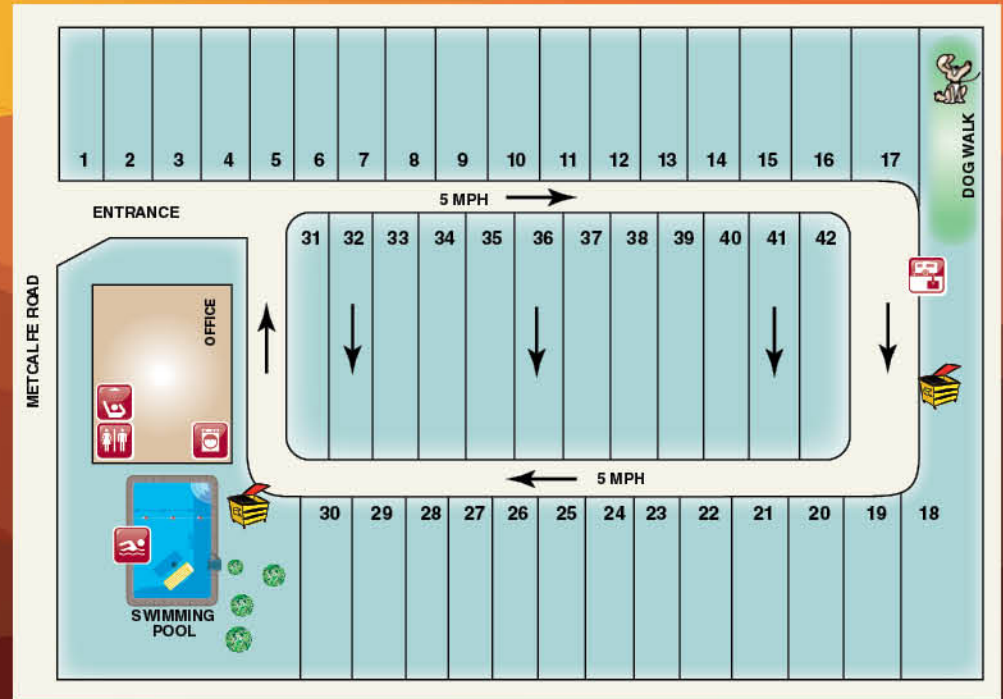 1 2 3 4 5 6 7 8 9 10 11 12 13 14 15 16 17
DOG WALK
5 MPH
ENTRANCE
31 32 33 34 35 36 37 38 39 40 41 42
METCALFE ROAD
OFFICE
5 MPH
30 29 28 27 26 25 24 23 22 21 20 19 18
SWIMMING
POOL